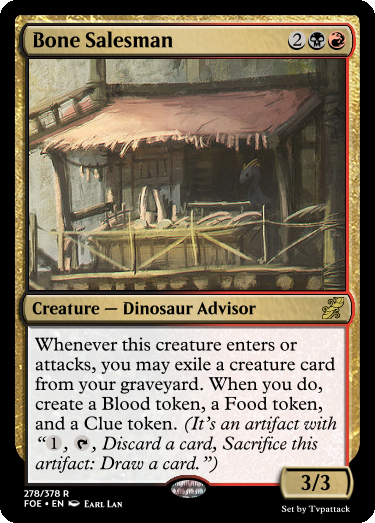 Bone Salesman 2
Creature — Dinosaur Advisor
Whenever this creature enters or
attacks, you may exile a creature card
from your graveyard. When you do,
create a Blood token, a Food token,
and a Clue token. (It's an artifact with
“1, , Discard a card, Sacrifice this
artifact: Draw a card.”)
3/3
278/378 R
FOE • EN Earl Lan
Set by Tvpattack